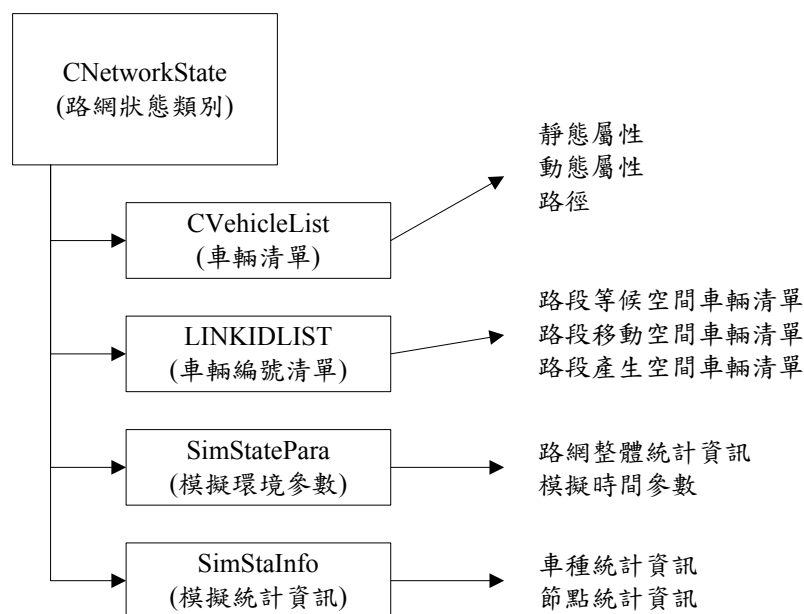 CNetworkState
(路網狀態類別)
靜態屬性
動態屬性
路徑
CVehicleList
(車輛清單)
LINKIDLIST
(車輛編號清單)
路段等候空間車輛清單
路段移動空間車輛清單
路段產生空間車輛清單
SimStatePara
(模擬環境參數)
路網整體統計資訊
模擬時間參數
SimStaInfo
(模擬統計資訊)
車種統計資訊
節點統計資訊